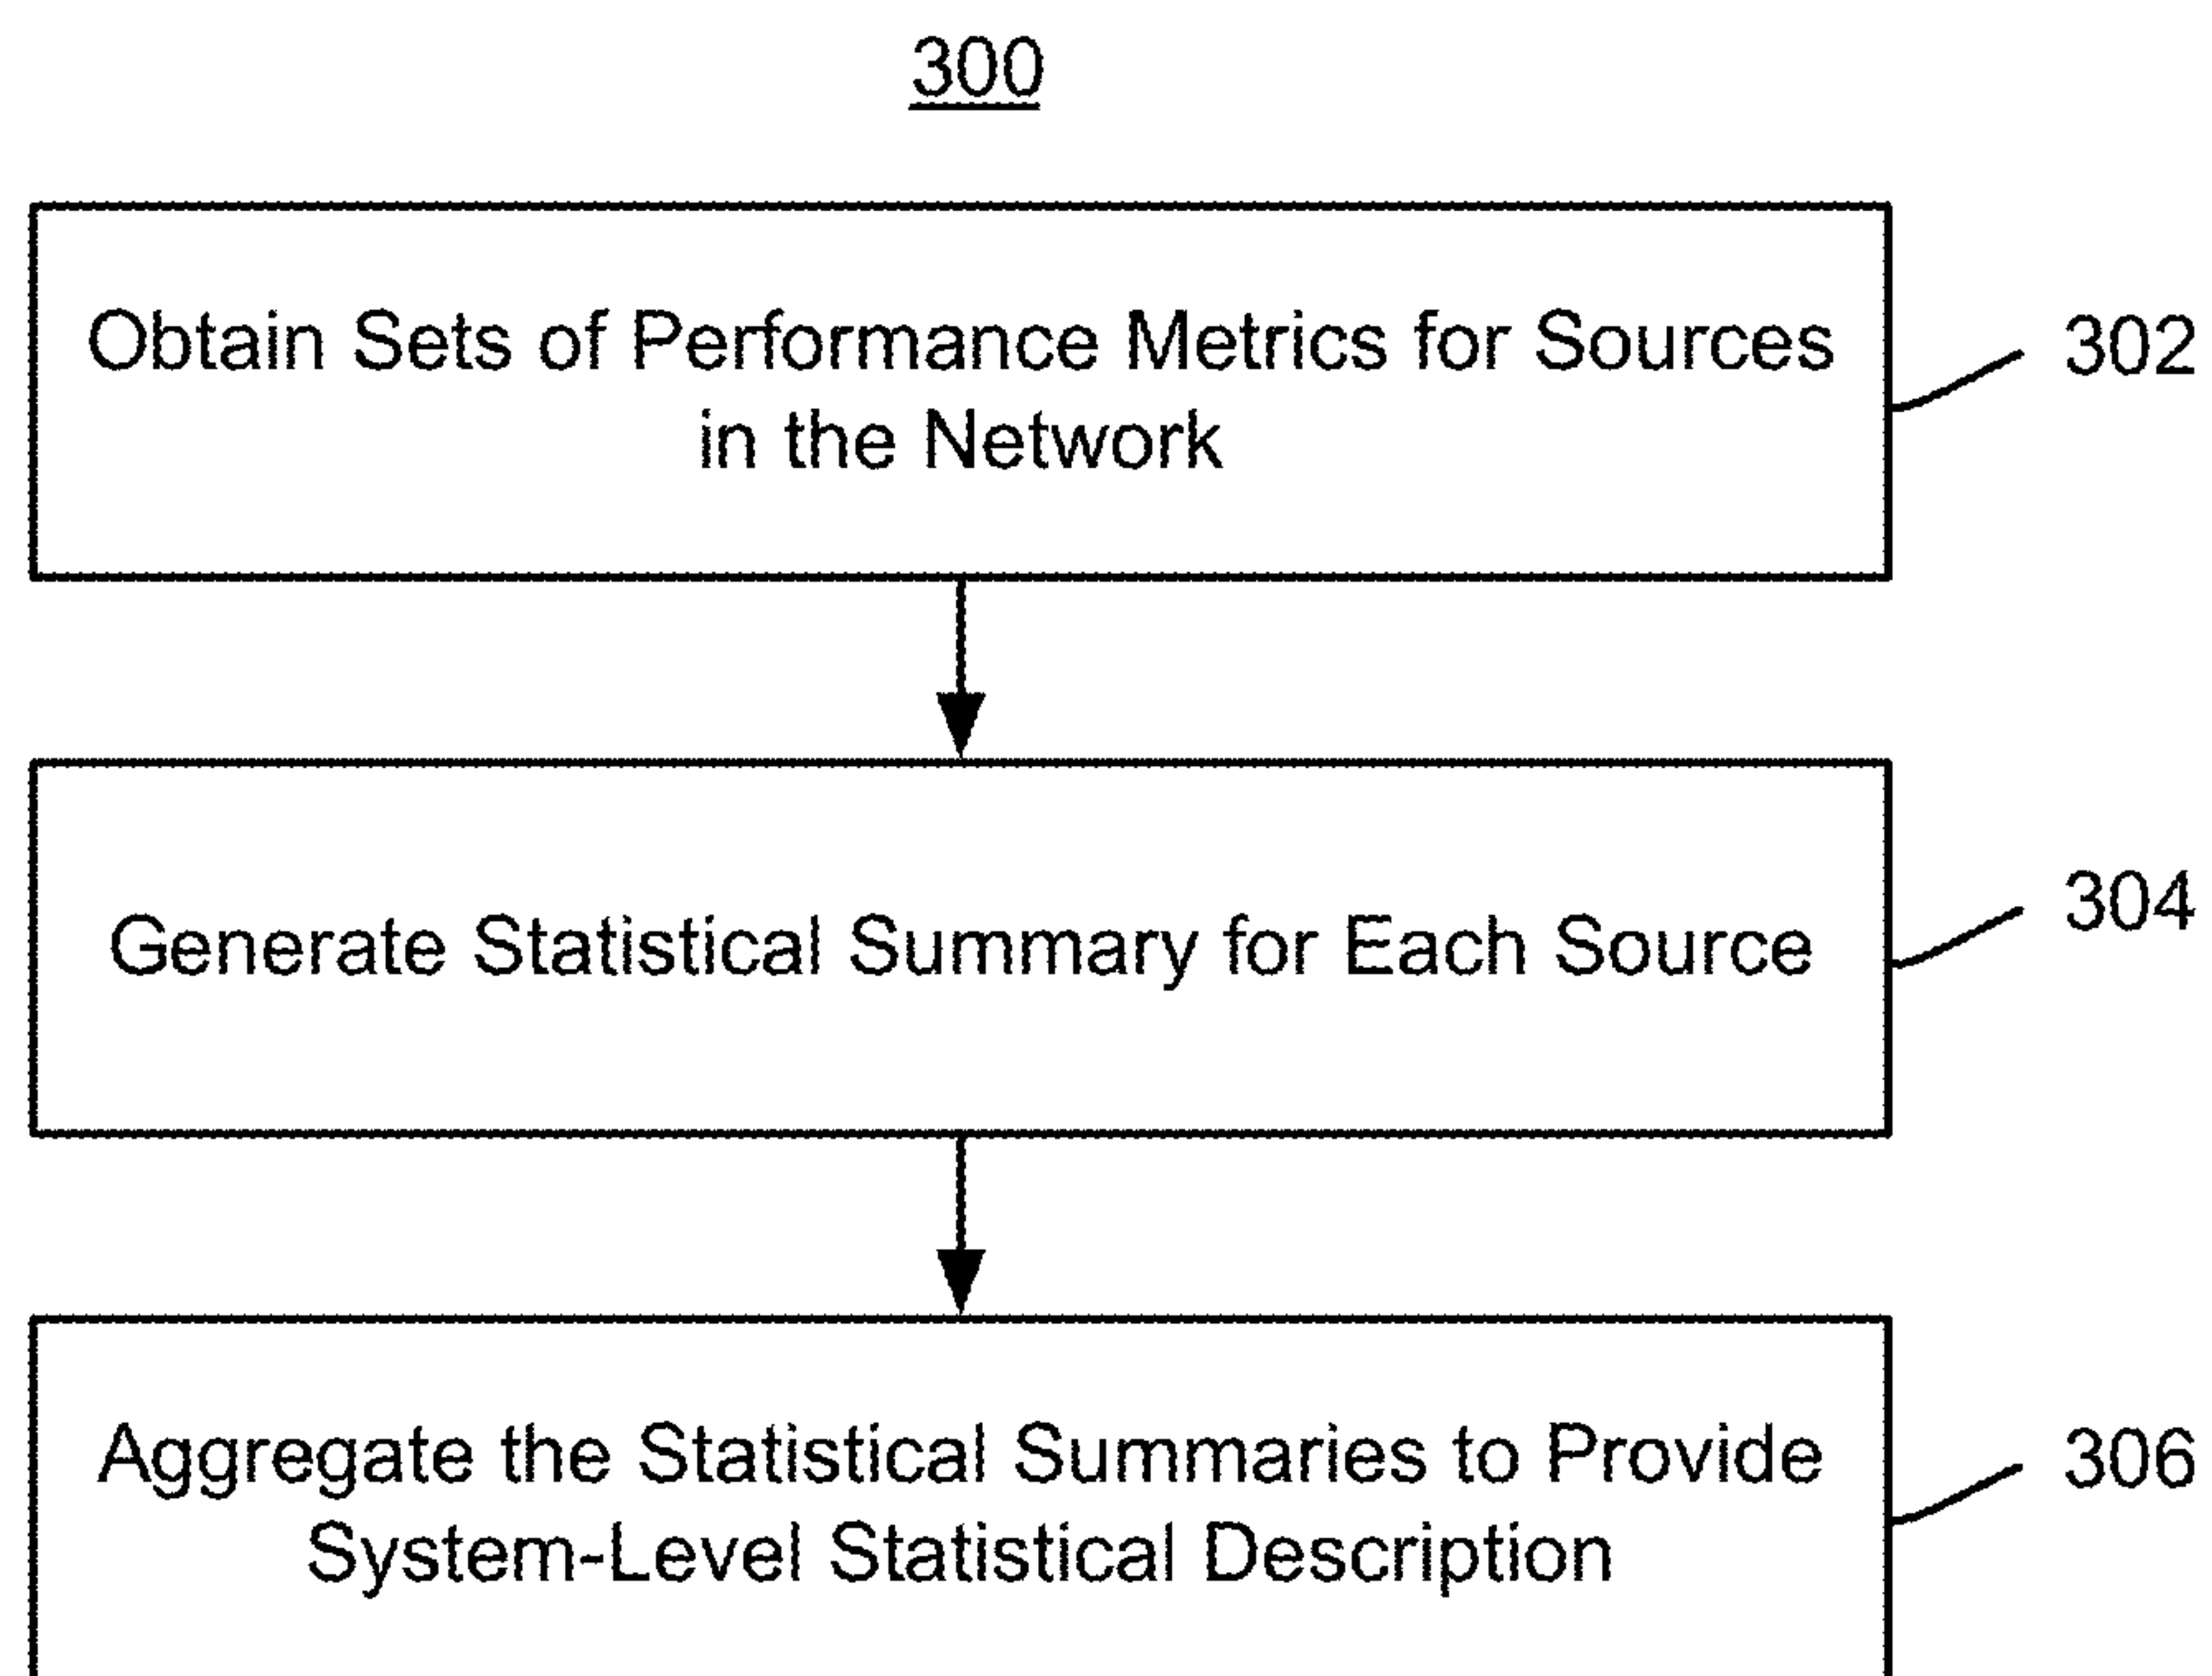 300
Obtain Sets of Performance Metrics for Sources
in the Network
302
Generate Statistical Summary for Each Source
304
Aggregate the Statistical Summaries to Provide
System-Level Statistical Description
306